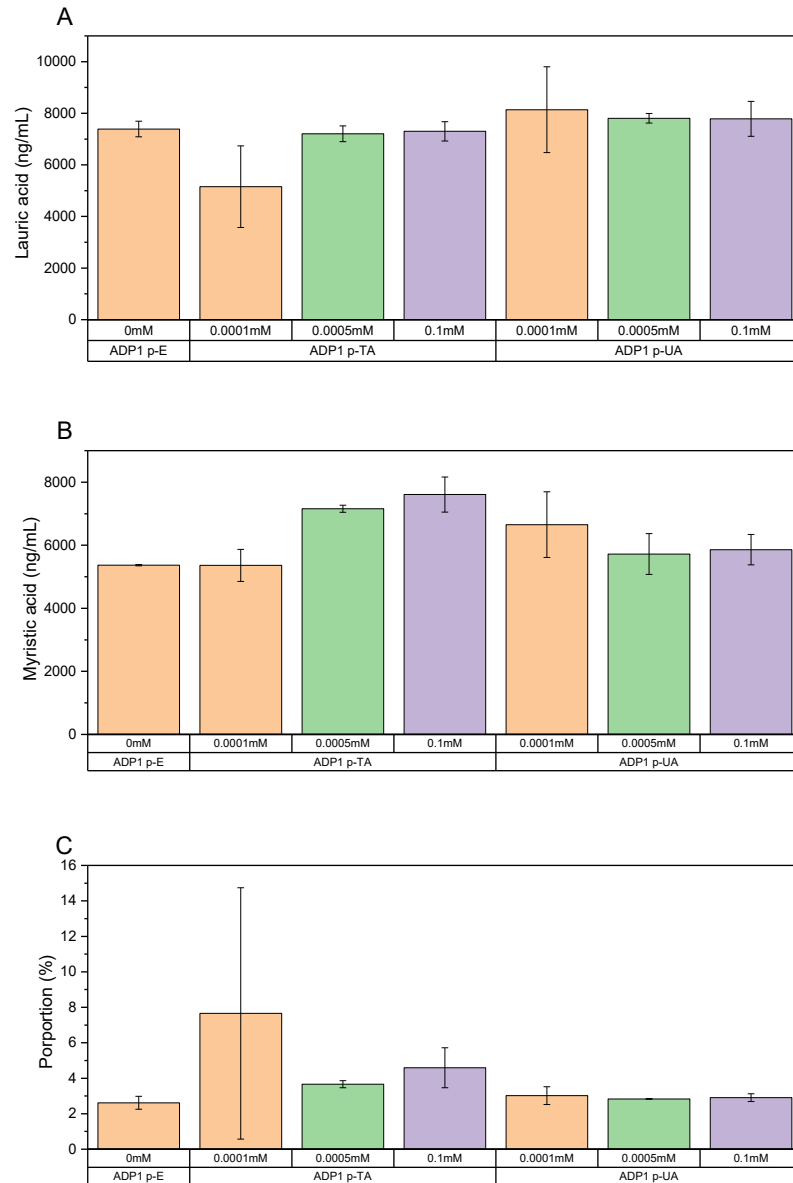 A
Lauric acid (ng/mL)
10000
8000
6000
4000
2000
0
0mM 0.0001mM 0.0005mM 0.1mM 0.0001mM 0.0005mM 0.1mM
ADP1 p-E ADP1 p-TA ADP1 p-UA
B
Myristic acid (ng/mL)
8000
6000
4000
2000
0
0mM 0.0001mM 0.0005mM 0.1mM 0.0001mM 0.0005mM 0.1mM
ADP1 p-E ADP1 p-TA ADP1 p-UA
C
Porportion (%)
16
14
12
10
8
6
4
2
0
0mM 0.0001mM 0.0005mM 0.1mM 0.0001mM 0.0005mM 0.1mM
ADP1 p-E ADP1 p-TA ADP1 p-UA